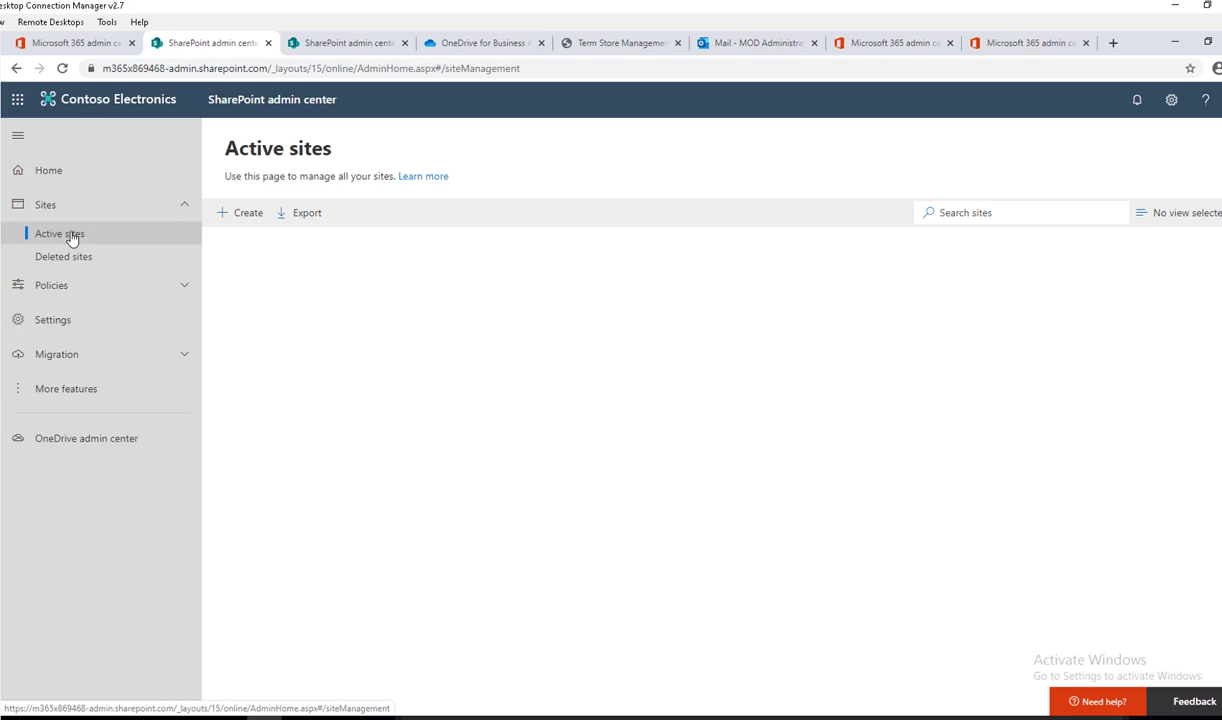 esktop Connection Manager v2.7
w Remote Desktops Tools Help
Microsoft 365 admin ce
SharePoint admin cente
SharePoint admin cente
OneDrive for Business A
Term Store Managemen
Mail - MOD Administrat
Microsoft 365 admin ce
Microsoft 365 admin ce
m365x869468-admin.sharepoint.com/_layouts/15/online/AdminHome.aspx#/siteManagement
Contoso Electronics
SharePoint admin center
?
Home
Sites
Active sites
Deleted sites
Policies
Settings
Migration
More features
OneDrive admin center
Active sites
Use this page to manage all your sites. Learn more
Create
Export
Search sites
No view selecte
Activate Windows
Go to Settings to activate Windows.
Need help?
Feedback
https://m365x869468-admin.sharepoint.com/_layouts/15/online/AdminHome.aspx#/siteManagement